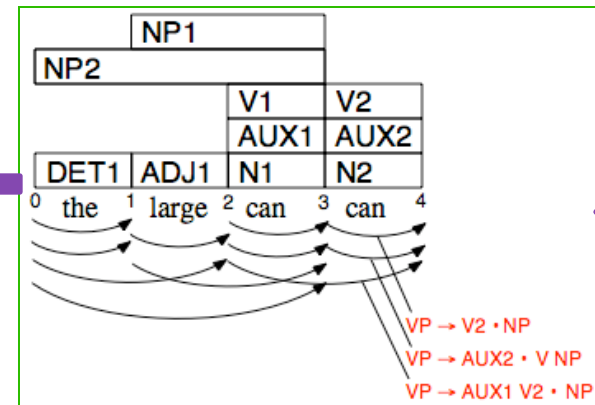 NP1
NP2
V1 V2
AUX1 AUX2
DET1 ADJ1 N1 N2
0 the 1 large 2 can 3 can 4
VP → V2 • NP
VP → AUX2 • V NP
VP → AUX1 V2 • NP